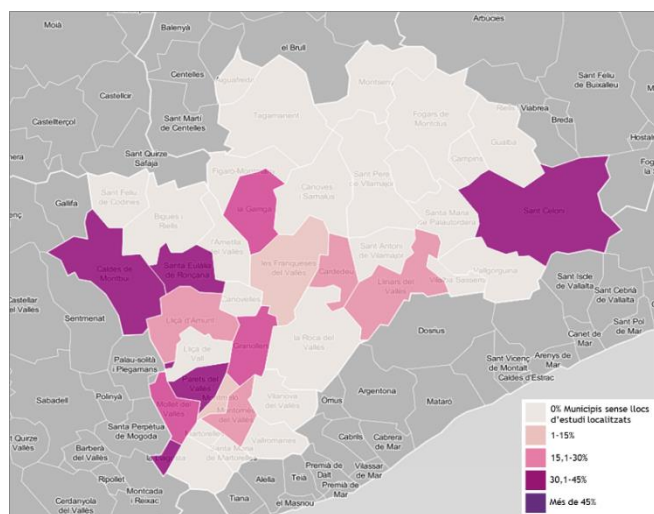 Moià
Balenyà
el Brull
Arbúcies
Castellcir
Centelles
Sant Feliu
de Buixalleu
Castellterçol
Sant Martí
de Centelles
Tagamanent
Montseny
Fogars de
Montclús
Riells
Viabrea
Breda
Gualba
Hostalric
Sant Quirze
Safaja
Figaró-Montmany
Campins
Gallifa
Sant Feliu
de Codines
la Garriga
Cànoves i
Samalús
Sant Pere
de Vilamajor
Sant Celoni
Bigues i
Riells
l'Ametlla
del Vallès
Santa Maria
de Palautordera
Caldes de
Montbui
Santa Eulàlia
de Ronçana
les Franqueses
del Vallès
Cardedeu
Sant Antoni
de Vilamajor
Llinars del
Vallès
Vallgorguina
Sant Iscle
de Vallalta
Sant Cebrià
de Vallalta
Castellar
del Vallès
Sentmenat
Canovelles
Lliçà d'Amunt
Lliçà de
Vall
Granollers
la Roca del
Vallès
Dosrius
Sant Pol
de Mar
Canet de
Mar
Arenys de
Mar
Sant Vicenç
de Montalt
Caldes d'Estrac
Palau-solità
i Plegamans
Parets del
Vallès
Sabadell
Polinyà
Mollet del
Vallès
Montornès
del Vallès
Vilanova
del Vallès
Òrrius
Argentona
Mataró
Santa Perpètua
de Mogoda
Vallromanes
Santa Maria
de Martorelles
Cabrils
Cabrera
de Mar
Sant Quirze
del Vallès
Barberà
del Vallès
Ripollet
Montcada
i Reixac
Cerdanyola
del Vallès
Tiana
Alella
Teià
el Masnou
Premià de
Dalt
Premià
de Mar
Vilassar
de Mar
0% Municipis sense llocs
d'estudi localitzats
1-15%
15,1-30%
30,1-45%
Més de 45%